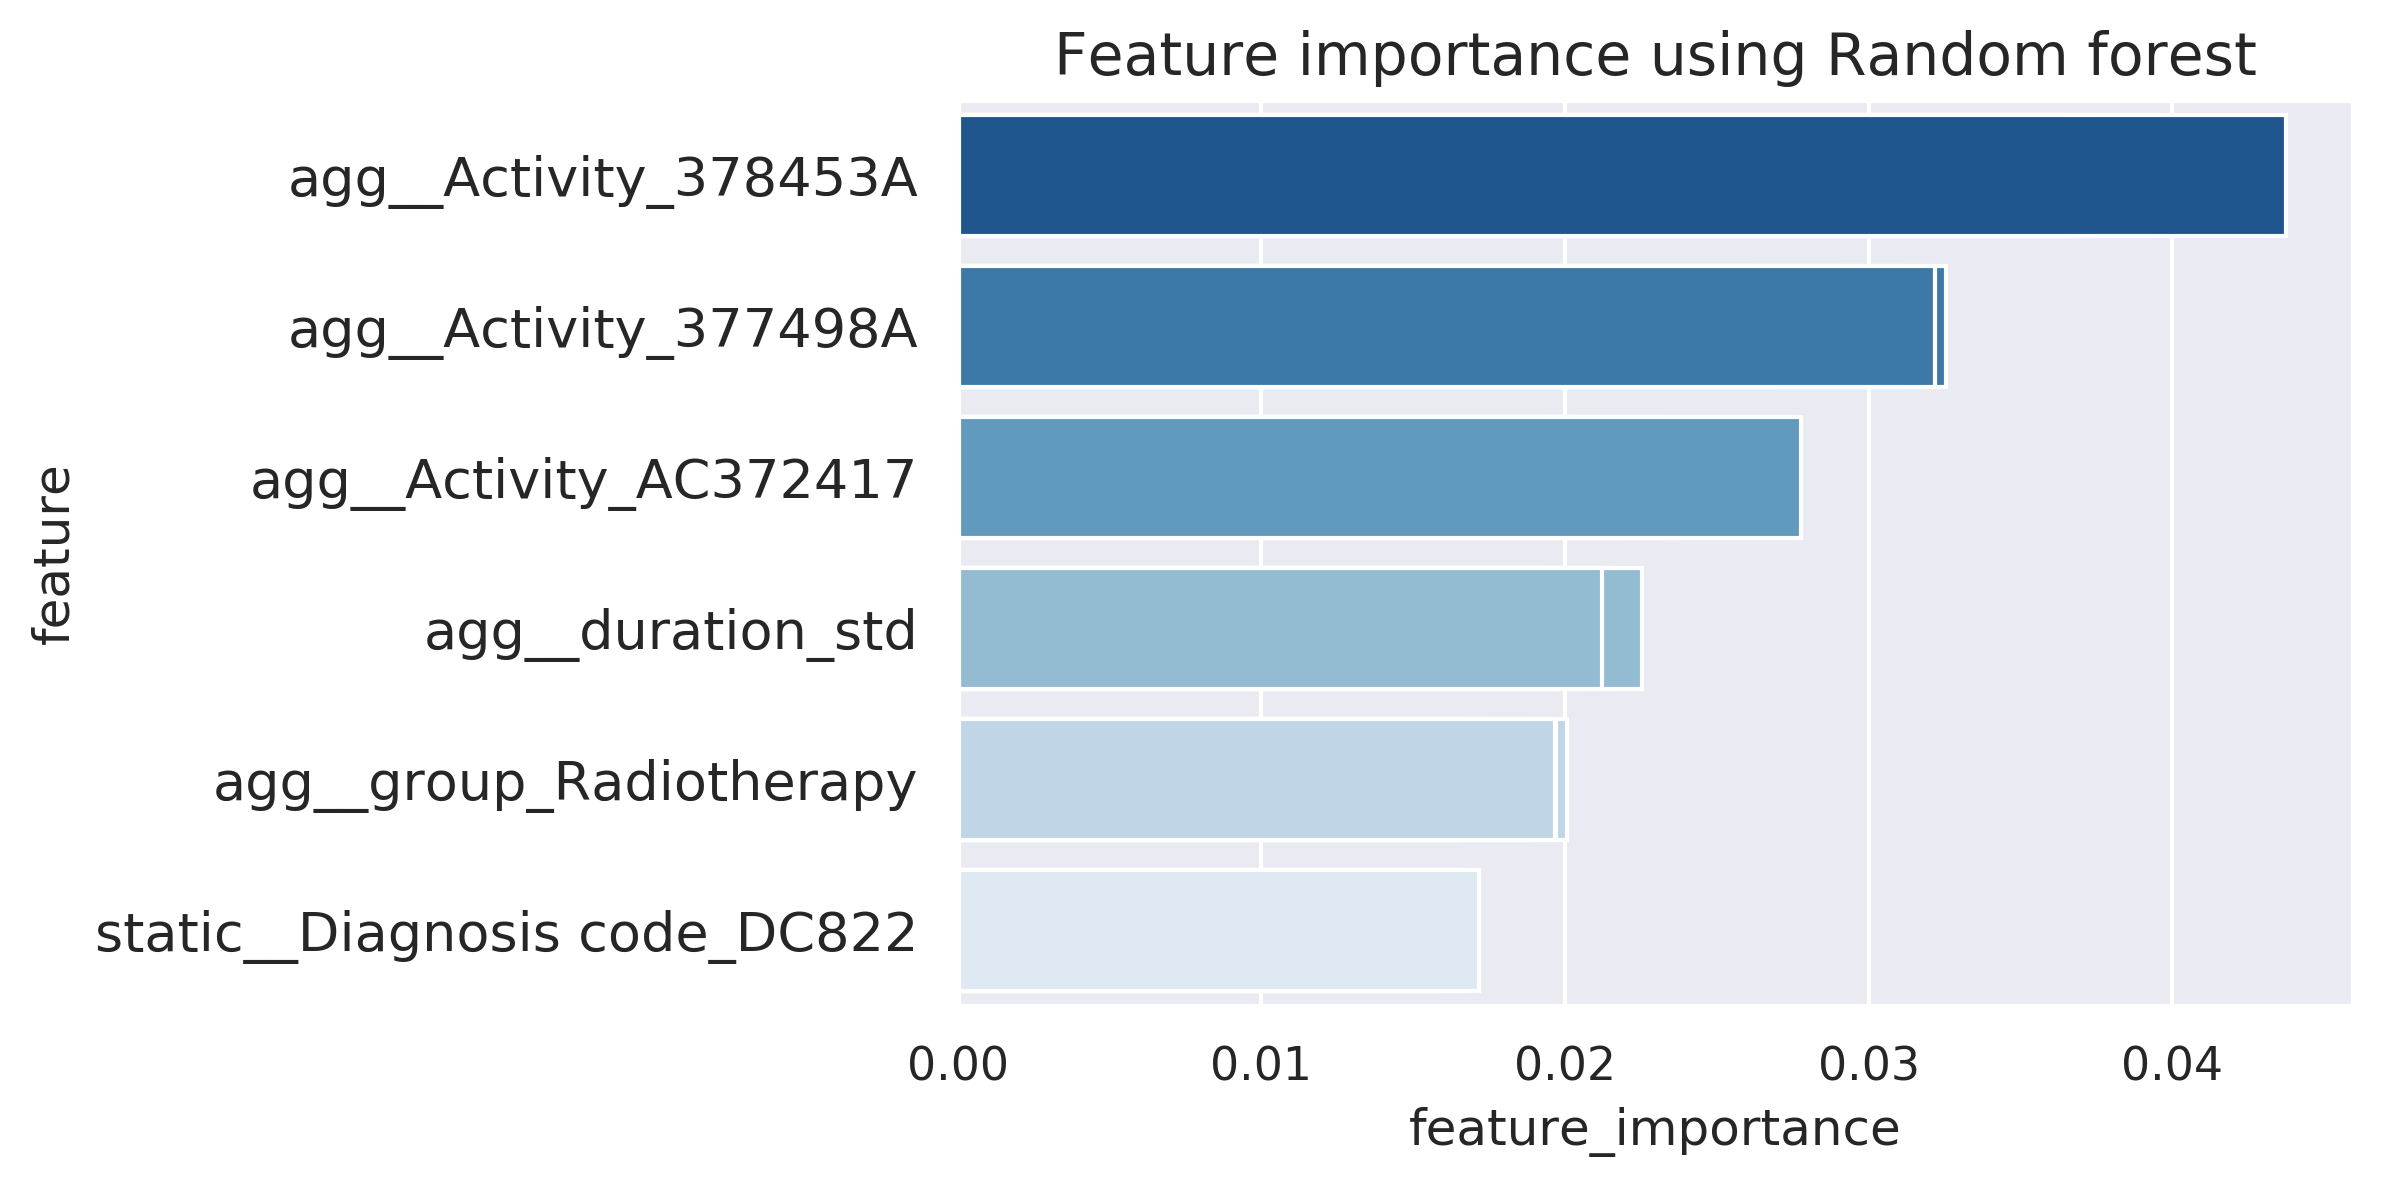 Feature importance using Random forest
agg__Activity_378453A
agg__Activity_377498A
agg__Activity_AC372417
agg__duration_std
agg__group_Radiotherapy
static__Diagnosis code_DC822
feature
0.00 0.01 0.02 0.03 0.04
feature_importance